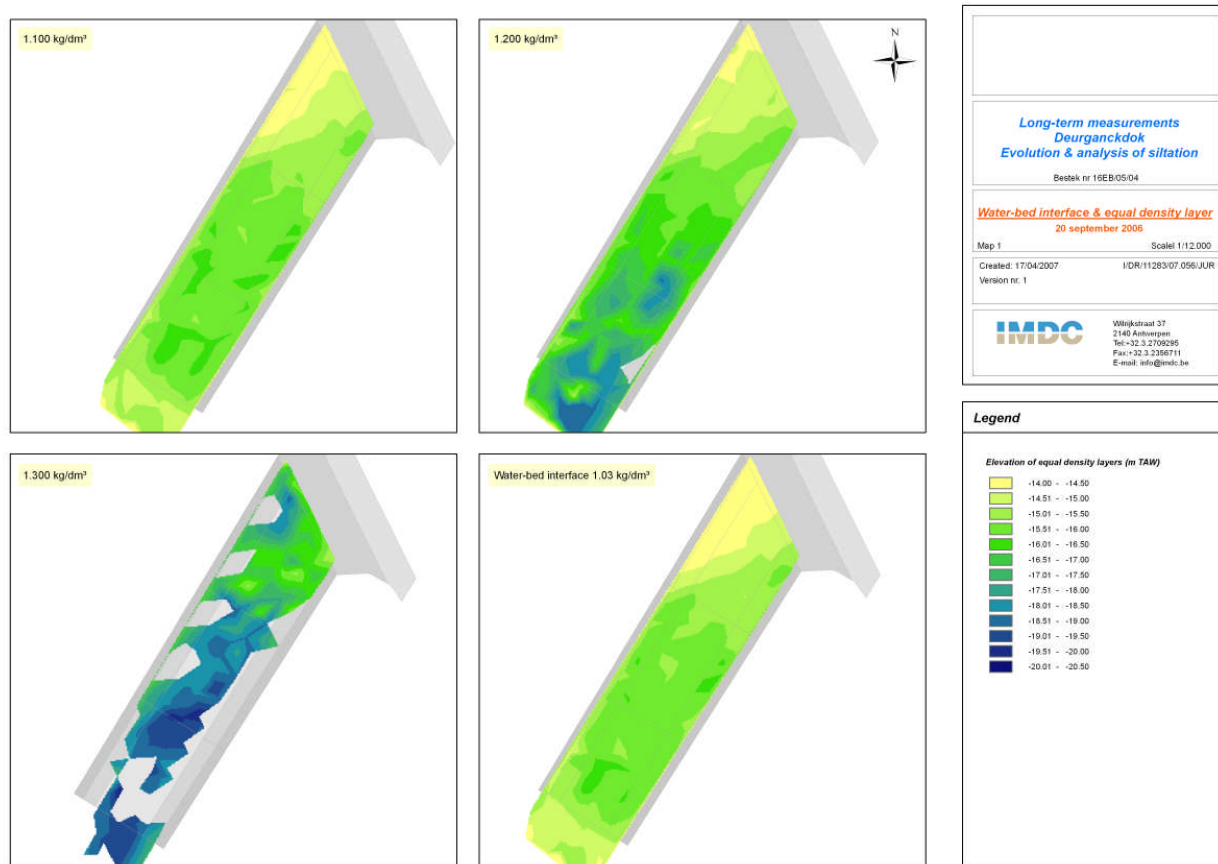 1.100 kg/dm³
1.200 kg/dm³
N
1.300 kg/dm³
Water-bed interface 1.03 kg/dm³
Long-term measurements
Deurganckdok
Evolution & analysis of siltation
Bestek nr 16EB/05/04
Water-bed interface & equal density layer
20 september 2006
Map 1 Scalel 1/12.000
Created: 17/04/2007 I/DR/11283/07.056/JUR
Version nr. 1
IMDC
Wilrijkstraat 37
2140 Antwerpen
Tel:+32.3.2709295
Fax:+32.3.2356711
E-mail: info@imdc.be
Legend
Elevation of equal density layers (m TAW)
-14.00 - -14.50
-14.51 - -15.00
-15.01 - -15.50
-15.51 - -16.00
-16.01 - -16.50
-16.51 - -17.00
-17.01 - -17.50
-17.51 - -18.00
-18.01 - -18.50
-18.51 - -19.00
-19.01 - -19.50
-19.51 - -20.00
-20.01 - -20.50